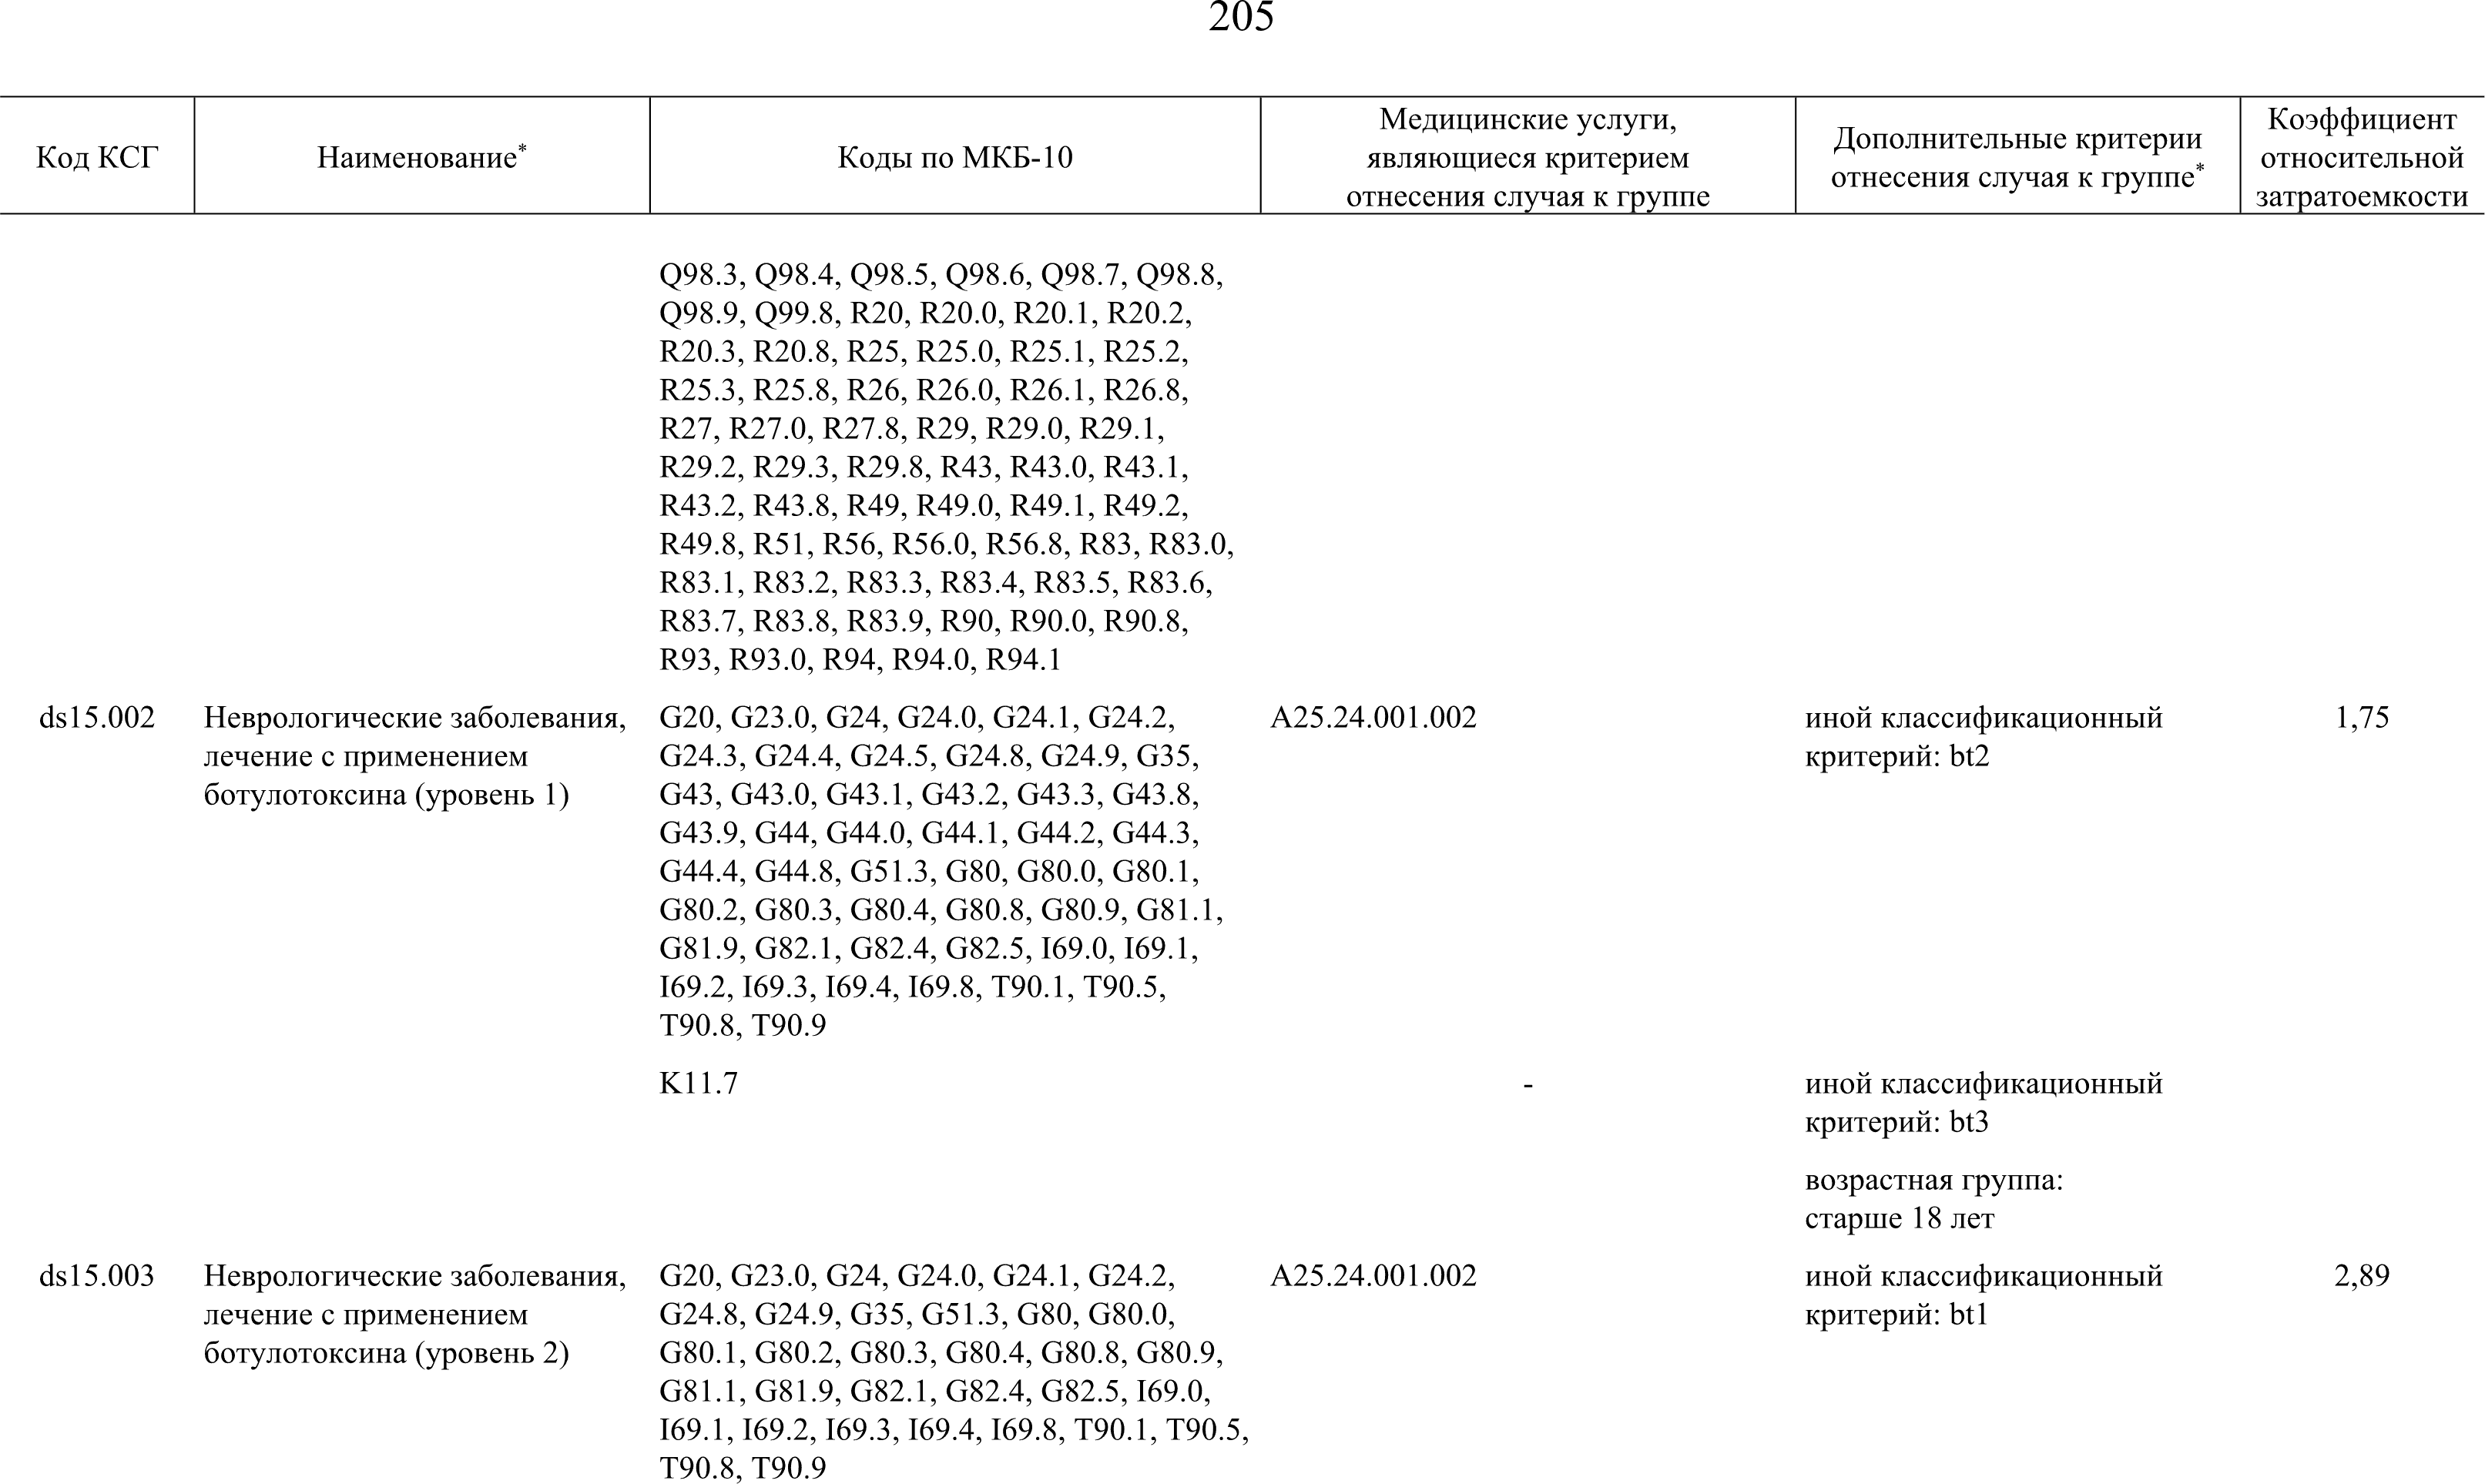 205
Код КСГ
Наименование*
Коды по МКБ-10
Медицинские услуги,
являющиеся критерием
отнесения случая к группе
Дополнительные критерии
отнесения случая к группе*
Коэффициент
относительной
затратоемкости
Q98.3, Q98.4, Q98.5, Q98.6, Q98.7, Q98.8,
Q98.9, Q99.8, R20, R20.0, R20.1, R20.2,
R20.3, R20.8, R25, R25.0, R25.1, R25.2,
R25.3, R25.8, R26, R26.0, R26.1, R26.8,
R27, R27.0, R27.8, R29, R29.0, R29.1,
R29.2, R29.3, R29.8, R43, R43.0, R43.1,
R43.2, R43.8, R49, R49.0, R49.1, R49.2,
R49.8, R51, R56, R56.0, R56.8, R83, R83.0,
R83.1, R83.2, R83.3, R83.4, R83.5, R83.6,
R83.7, R83.8, R83.9, R90, R90.0, R90.8,
R93, R93.0, R94, R94.0, R94.1
ds15.002
Неврологические заболевания,
лечение с применением
ботулотоксина (уровень 1)
G20, G23.0, G24, G24.0, G24.1, G24.2,
G24.3, G24.4, G24.5, G24.8, G24.9, G35,
G43, G43.0, G43.1, G43.2, G43.3, G43.8,
G43.9, G44, G44.0, G44.1, G44.2, G44.3,
G44.4, G44.8, G51.3, G80, G80.0, G80.1,
G80.2, G80.3, G80.4, G80.8, G80.9, G81.1,
G81.9, G82.1, G82.4, G82.5, I69.0, I69.1,
I69.2, I69.3, I69.4, I69.8, T90.1, T90.5,
T90.8, T90.9
A25.24.001.002
иной классификационный
критерий: bt2
1,75
K11.7
-
иной классификационный
критерий: bt3
возрастная группа:
старше 18 лет
ds15.003
Неврологические заболевания,
лечение с применением
ботулотоксина (уровень 2)
G20, G23.0, G24, G24.0, G24.1, G24.2,
G24.8, G24.9, G35, G51.3, G80, G80.0,
G80.1, G80.2, G80.3, G80.4, G80.8, G80.9,
G81.1, G81.9, G82.1, G82.4, G82.5, I69.0,
I69.1, I69.2, I69.3, I69.4, I69.8, T90.1, T90.5,
T90.8, T90.9
A25.24.001.002
иной классификационный
критерий: bt1
2,89